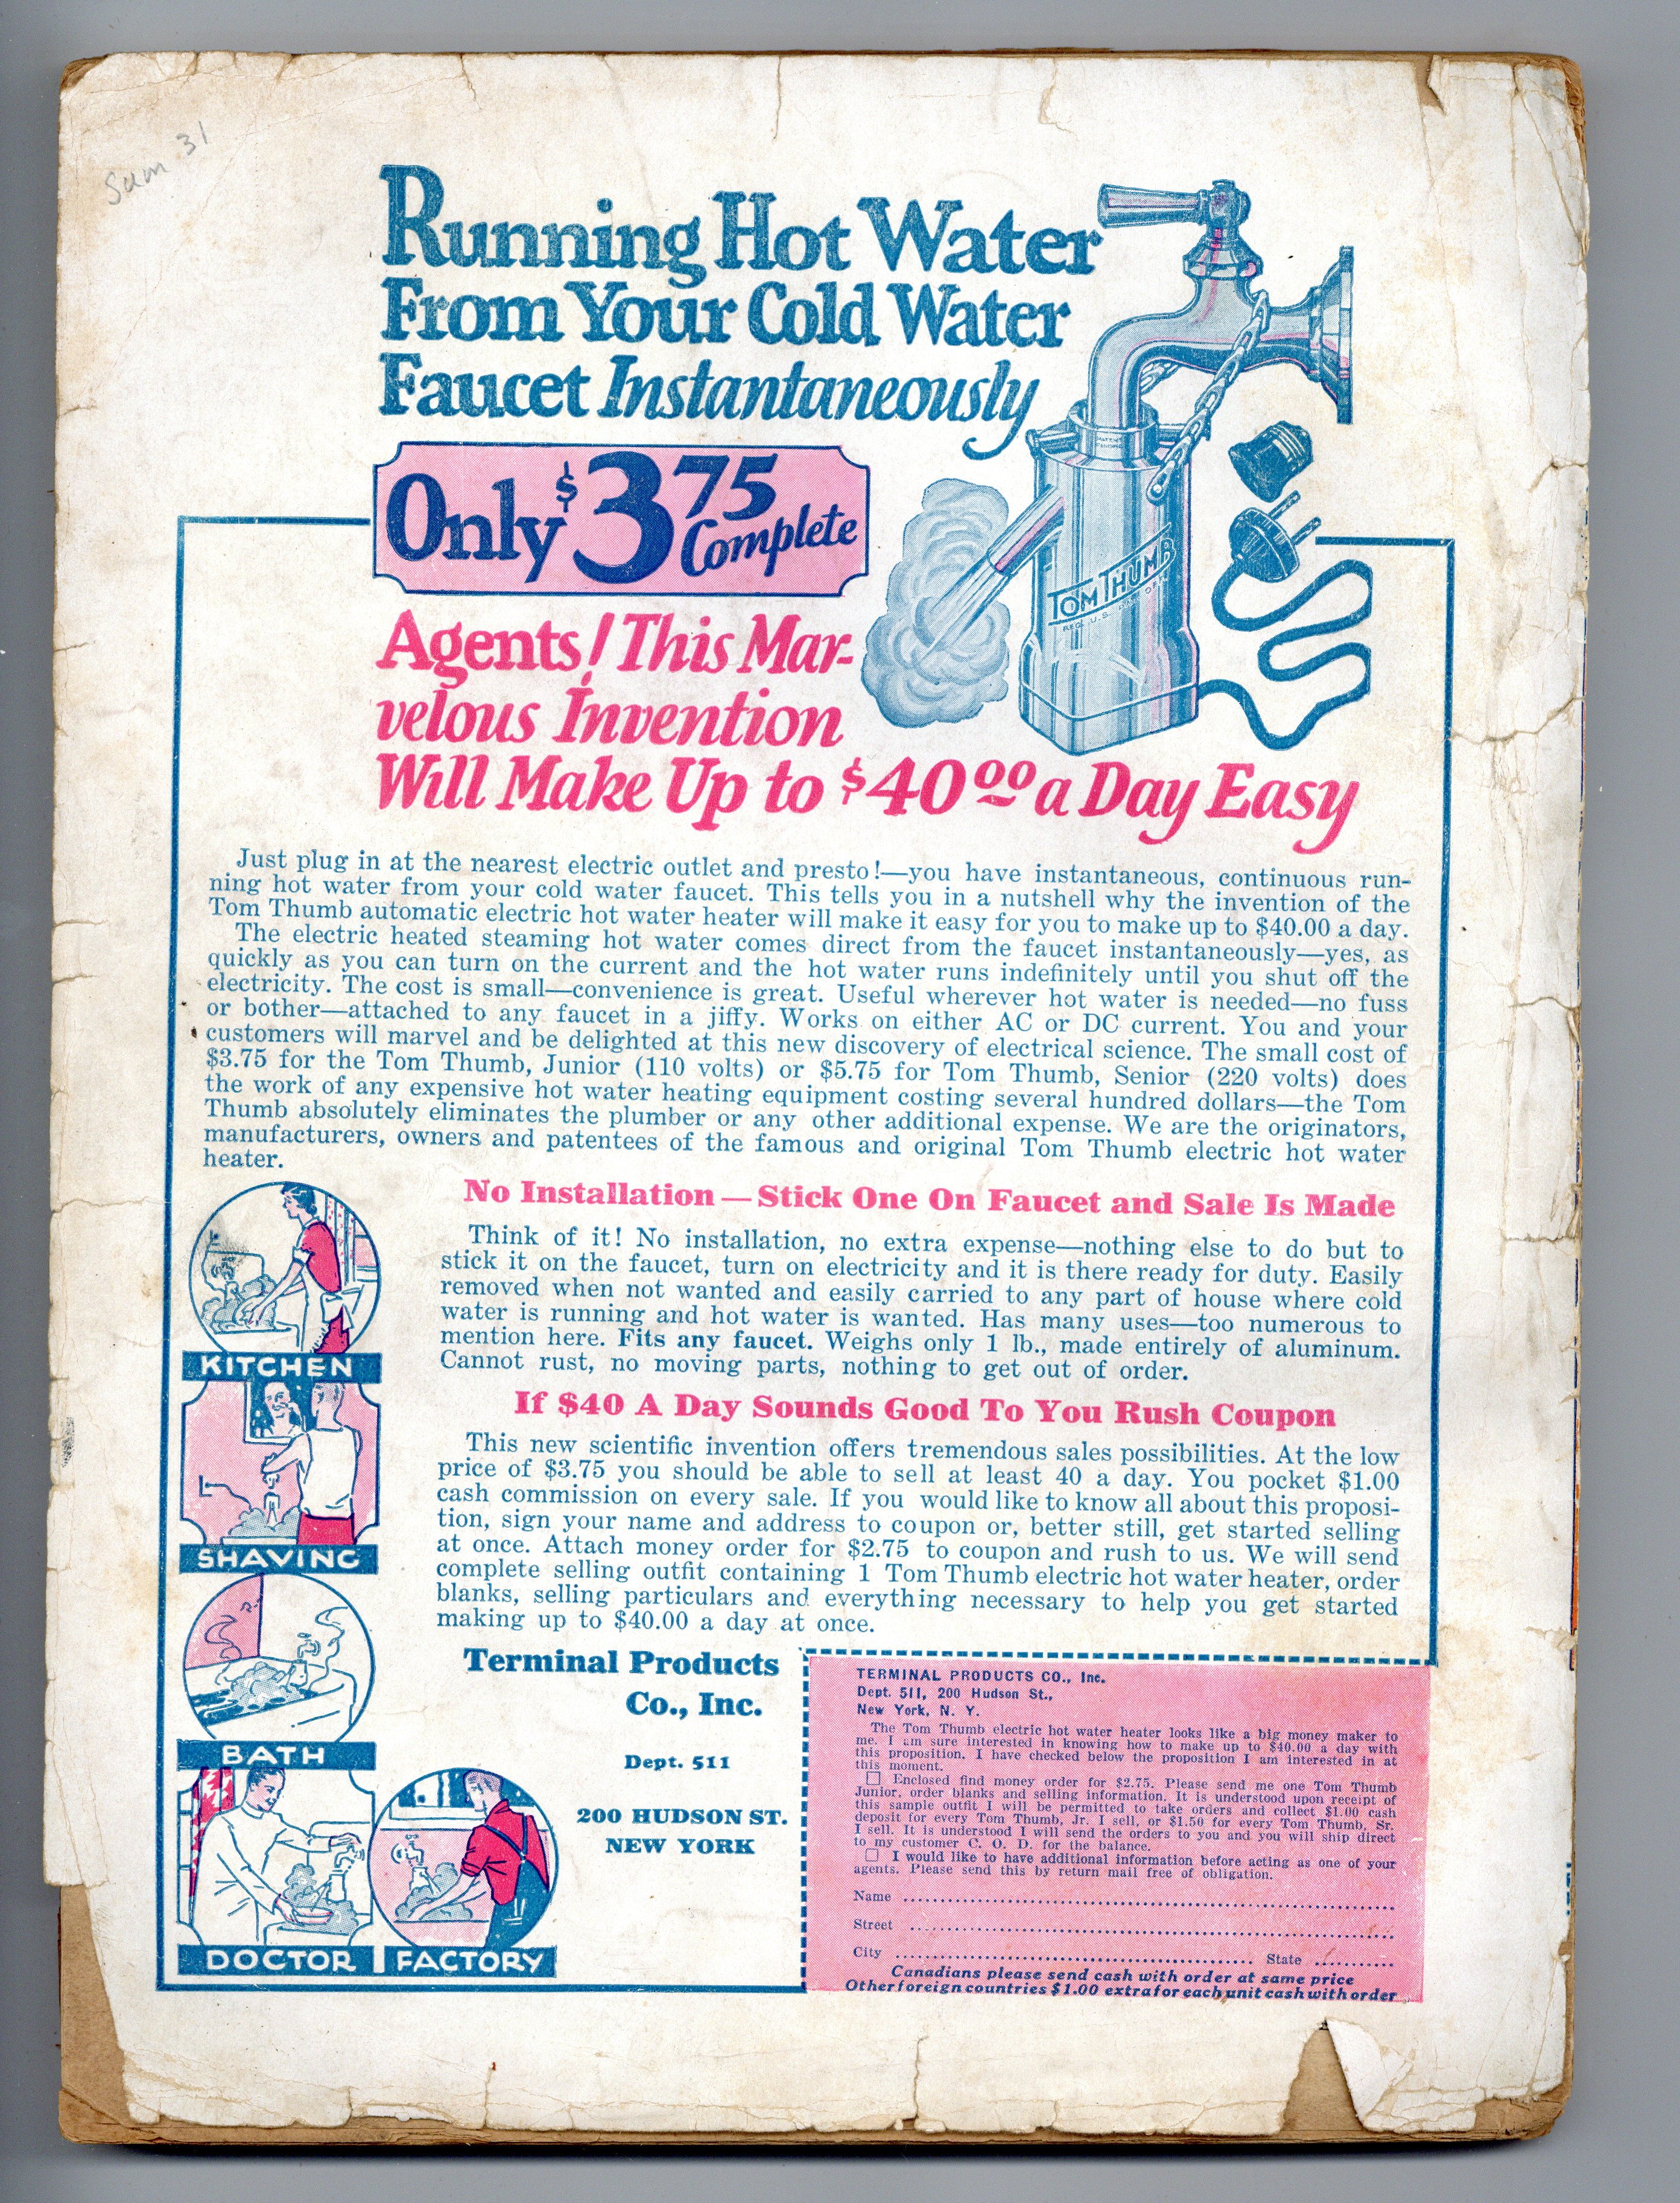 Sam 31
Running Hot Water
From Your Cold Water
Faucet Instantaneously
Only $3 75 Complete
TOM THUMB
REG. U.S. PAT. OFF.
Agents! This Mar-
velous Invention
Will Make Up to $40 00 a Day Easy
Just plug in at the nearest electric outlet and presto!—you have instantaneous, continuous run-
ning hot water from your cold water faucet. This tells you in a nutshell why the invention of the
Tom Thumb automatic electric hot water heater will make it easy for you to make up to $40.00 a day.
The electric heated steaming hot water comes direct from the faucet instantaneously—yes, as
quickly as you can turn on the current and the hot water runs indefinitely until you shut off the
electricity. The cost is small—convenience is great. Useful wherever hot water is needed—no fuss
or bother—attached to any faucet in a jiffy. Works on either AC or DC current. You and your
customers will marvel and be delighted at this new discovery of electrical science. The small cost of
$3.75 for the Tom Thumb, Junior (110 volts) or $5.75 for Tom Thumb, Senior (220 volts) does
the work of any expensive hot water heating equipment costing several hundred dollars—the Tom
Thumb absolutely eliminates the plumber or any other additional expense. We are the originators,
manufacturers, owners and patentees of the famous and original Tom Thumb electric hot water
heater.
No Installation—Stick One On Faucet and Sale Is Made
Think of it! No installation, no extra expense—nothing else to do but to
stick it on the faucet, turn on electricity and it is there ready for duty. Easily
removed when not wanted and easily carried to any part of house where cold
water is running and hot water is wanted. Has many uses—too numerous to
mention here. Fits any faucet. Weighs only 1 lb., made entirely of aluminum.
Cannot rust, no moving parts, nothing to get out of order.
If $40 A Day Sounds Good To You Rush Coupon
This new scientific invention offers tremendous sales possibilities. At the low
price of $3.75 you should be able to sell at least 40 a day. You pocket $1.00
cash commission on every sale. If you would like to know all about this proposi-
tion, sign your name and address to coupon or, better still, get started selling
at once. Attach money order for $2.75 to coupon and rush to us. We will send
complete selling outfit containing 1 Tom Thumb electric hot water heater, order
blanks, selling particulars and everything necessary to help you get started
making up to $40.00 a day at once.
KITCHEN
SHAVING
BATH
DOCTOR
FACTORY
Terminal Products
Co., Inc.
Dept. 511
200 HUDSON ST.
NEW YORK
TERMINAL PRODUCTS CO., Inc.
Dept. 511, 200 Hudson St.,
New York, N. Y.
The Tom Thumb electric hot water heater looks like a big money maker to
me. I am sure interested in knowing how to make up to $40.00 a day with
this proposition. I have checked below the proposition I am interested in at
this moment.
☐ Enclosed find money order for $2.75. Please send me one Tom Thumb
Junior, order blanks and selling information. It is understood upon receipt of
this sample outfit I will be permitted to take orders and collect $1.00 cash
deposit for every Tom Thumb, Jr. I sell, or $1.50 for every Tom Thumb, Sr.
I sell. It is understood I will send the orders to you and you will ship direct
to my customer C. O. D. for the balance.
☐ I would like to have additional information before acting as one of your
agents. Please send this by return mail free of obligation.
Name
Street
City State
Canadians please send cash with order at same price
Other foreign countries $1.00 extra for each unit cash with order